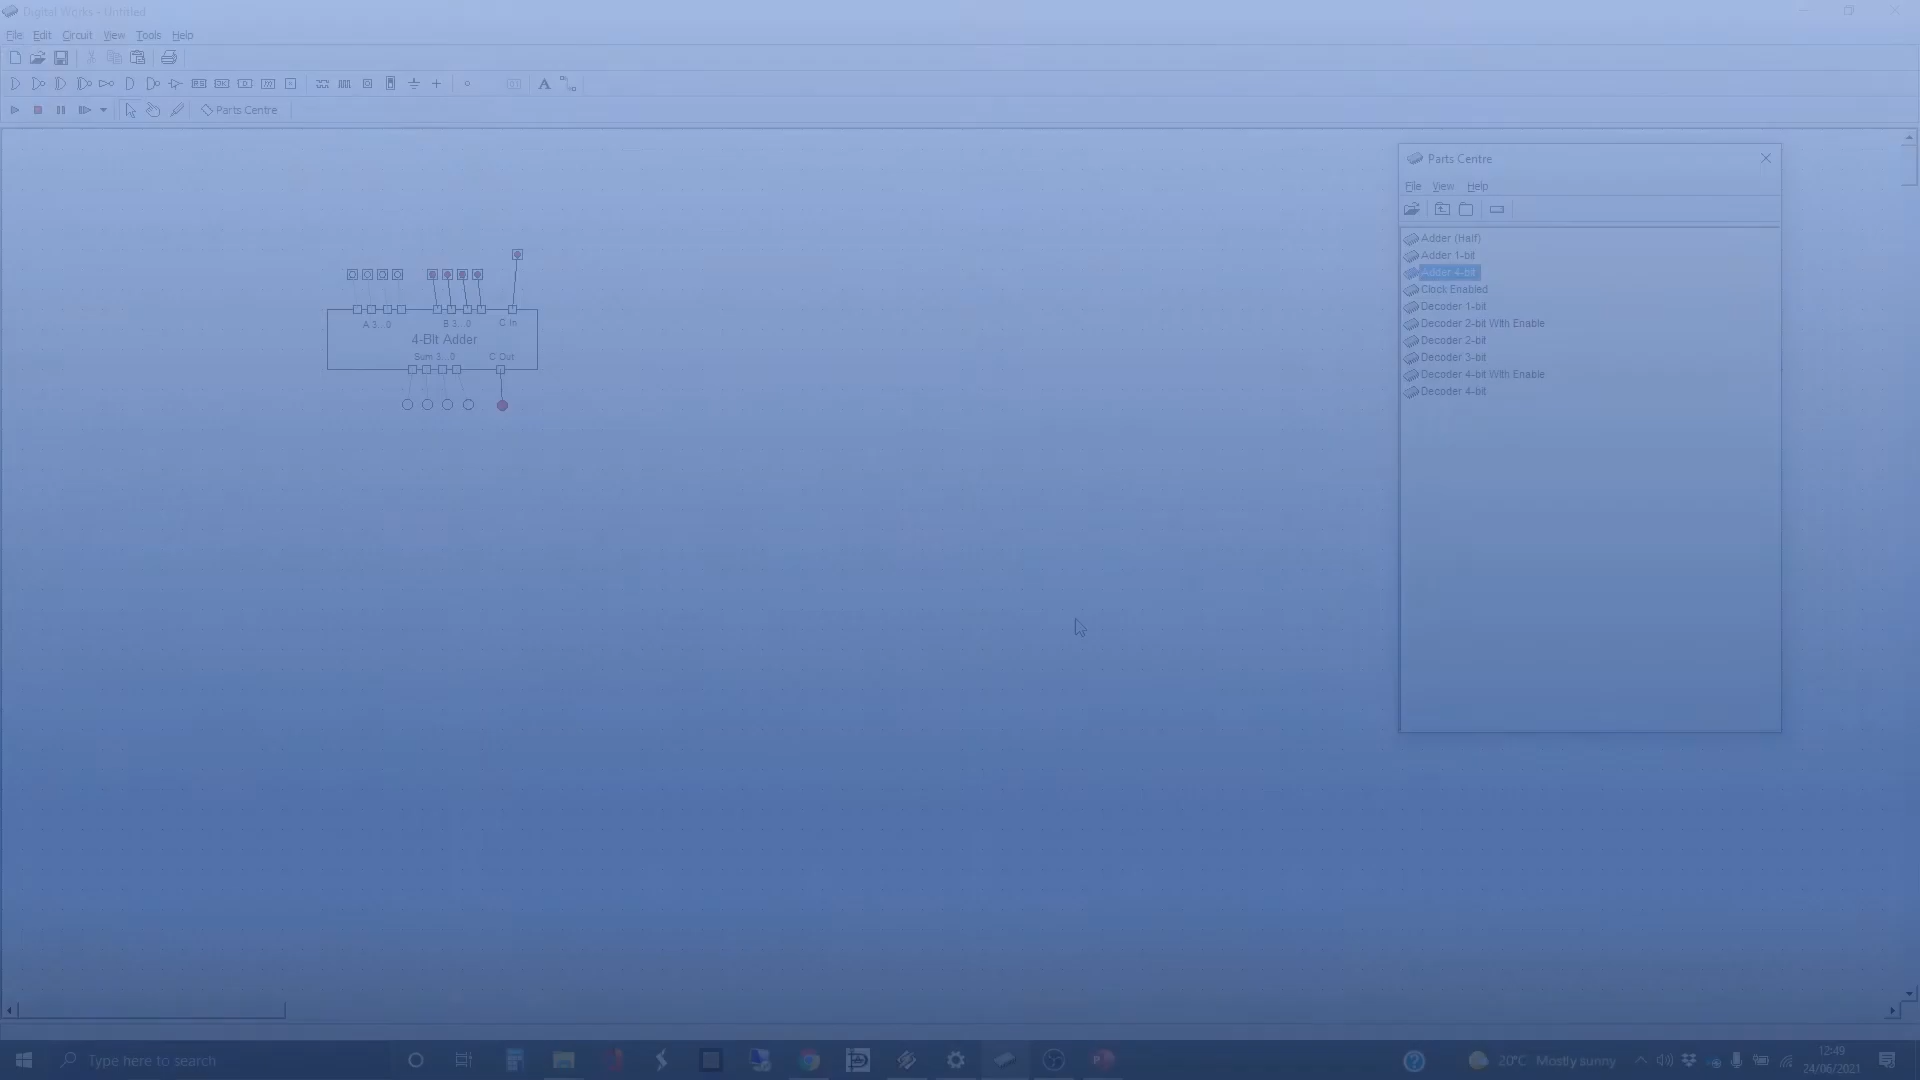 Digital Works - Untitled
File Edit Circuit View Tools Help
A
Parts Centre
Parts Centre
File View Help
Adder (Half)
Adder 1-bit
Adder 4-bit
Clock Enabled
Decoder 1-bit
Decoder 2-bit With Enable
Decoder 2-bit
Decoder 3-bit
Decoder 4-bit With Enable
Decoder 4-bit
A 3...0 B 3...0 C In
4-Bit Adder
Sum 3...0 C Out
Type here to search
20°C Mostly sunny
12:49
24/06/2021